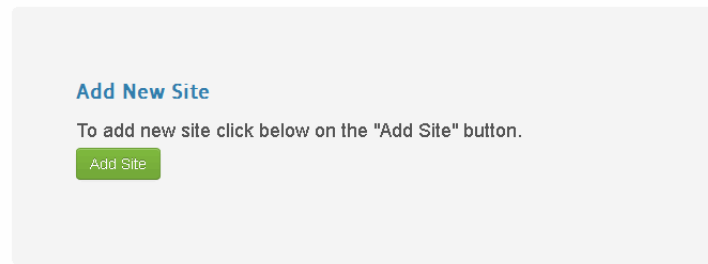 Add New Site
To add new site click below on the "Add Site" button.
Add Site